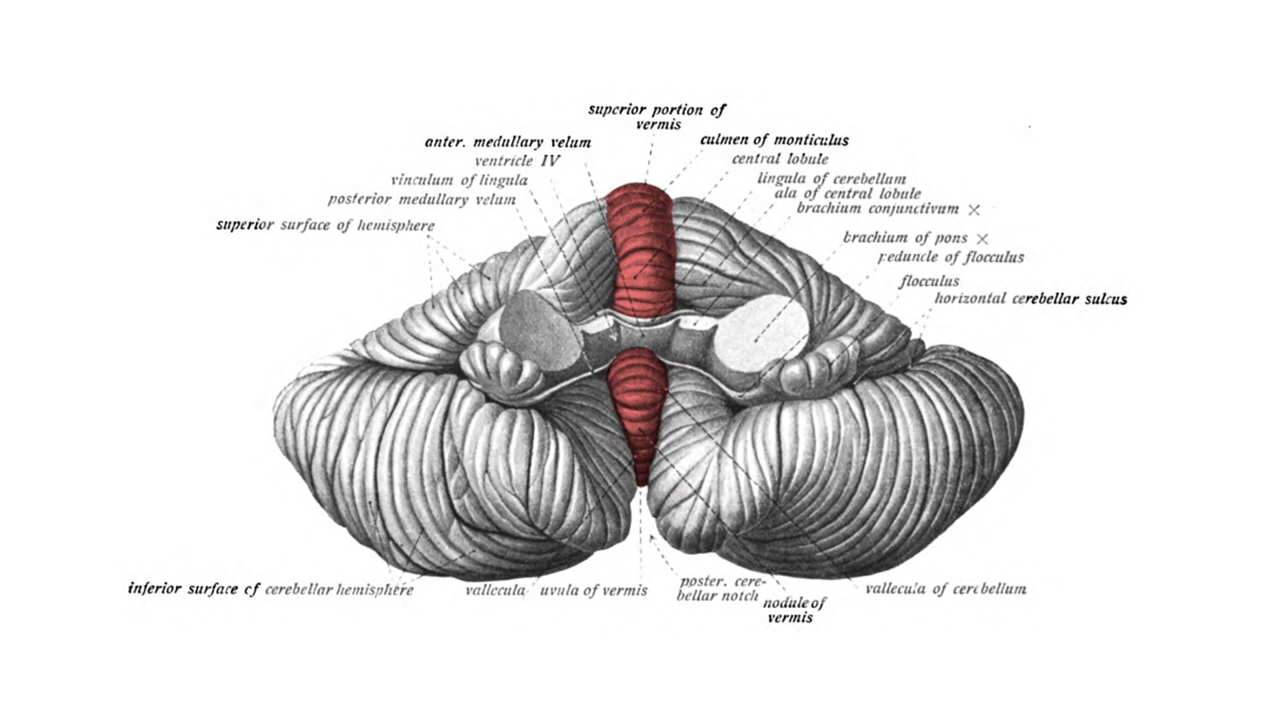 superior portion of
vermis
anter. medullary velum
culmen of monticulus
ventricle IV
central lobule
vinculum of lingula
lingula of cerebellum
posterior medullary velum
ala of central lobule
brachium conjunctivum ×
superior surface of hemisphere
brachium of pons ×
peduncle of flocculus
flocculus
horizontal cerebellar sulcus
inferior surface of cerebellar hemisphere
vallecula
uvula of vermis
poster. cere-
bellar notch
nodule of
vermis
vallecula of cerebellum